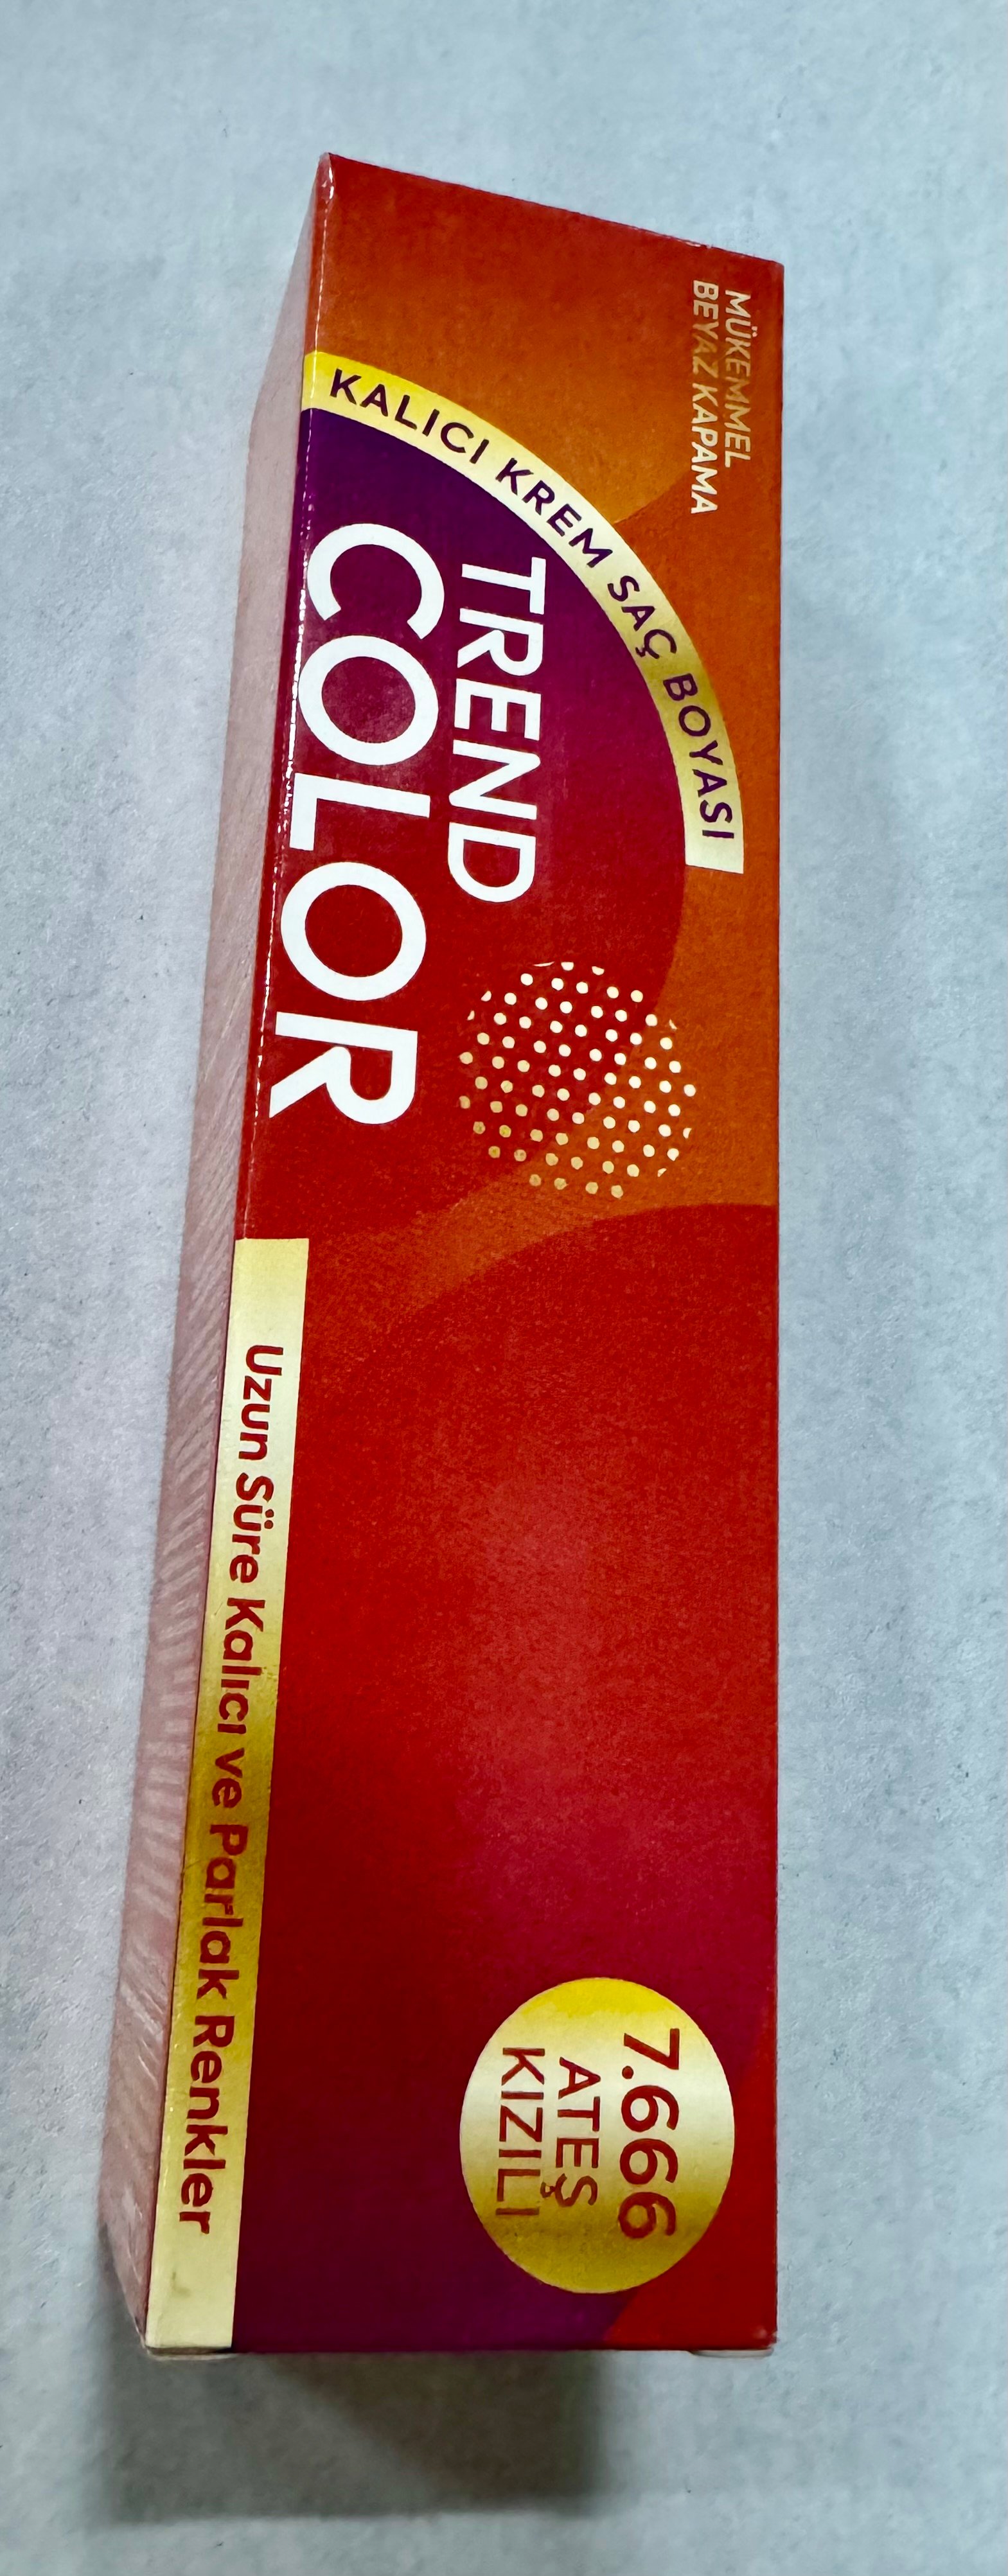 MÜKEMMEL
BEYAZ KAPAMA
KALICI KREM SAÇ BOYASI
TREND
COLOR
Uzun Süre Kalıcı ve Parlak Renkler
7.666
ATEŞ
KIZILI